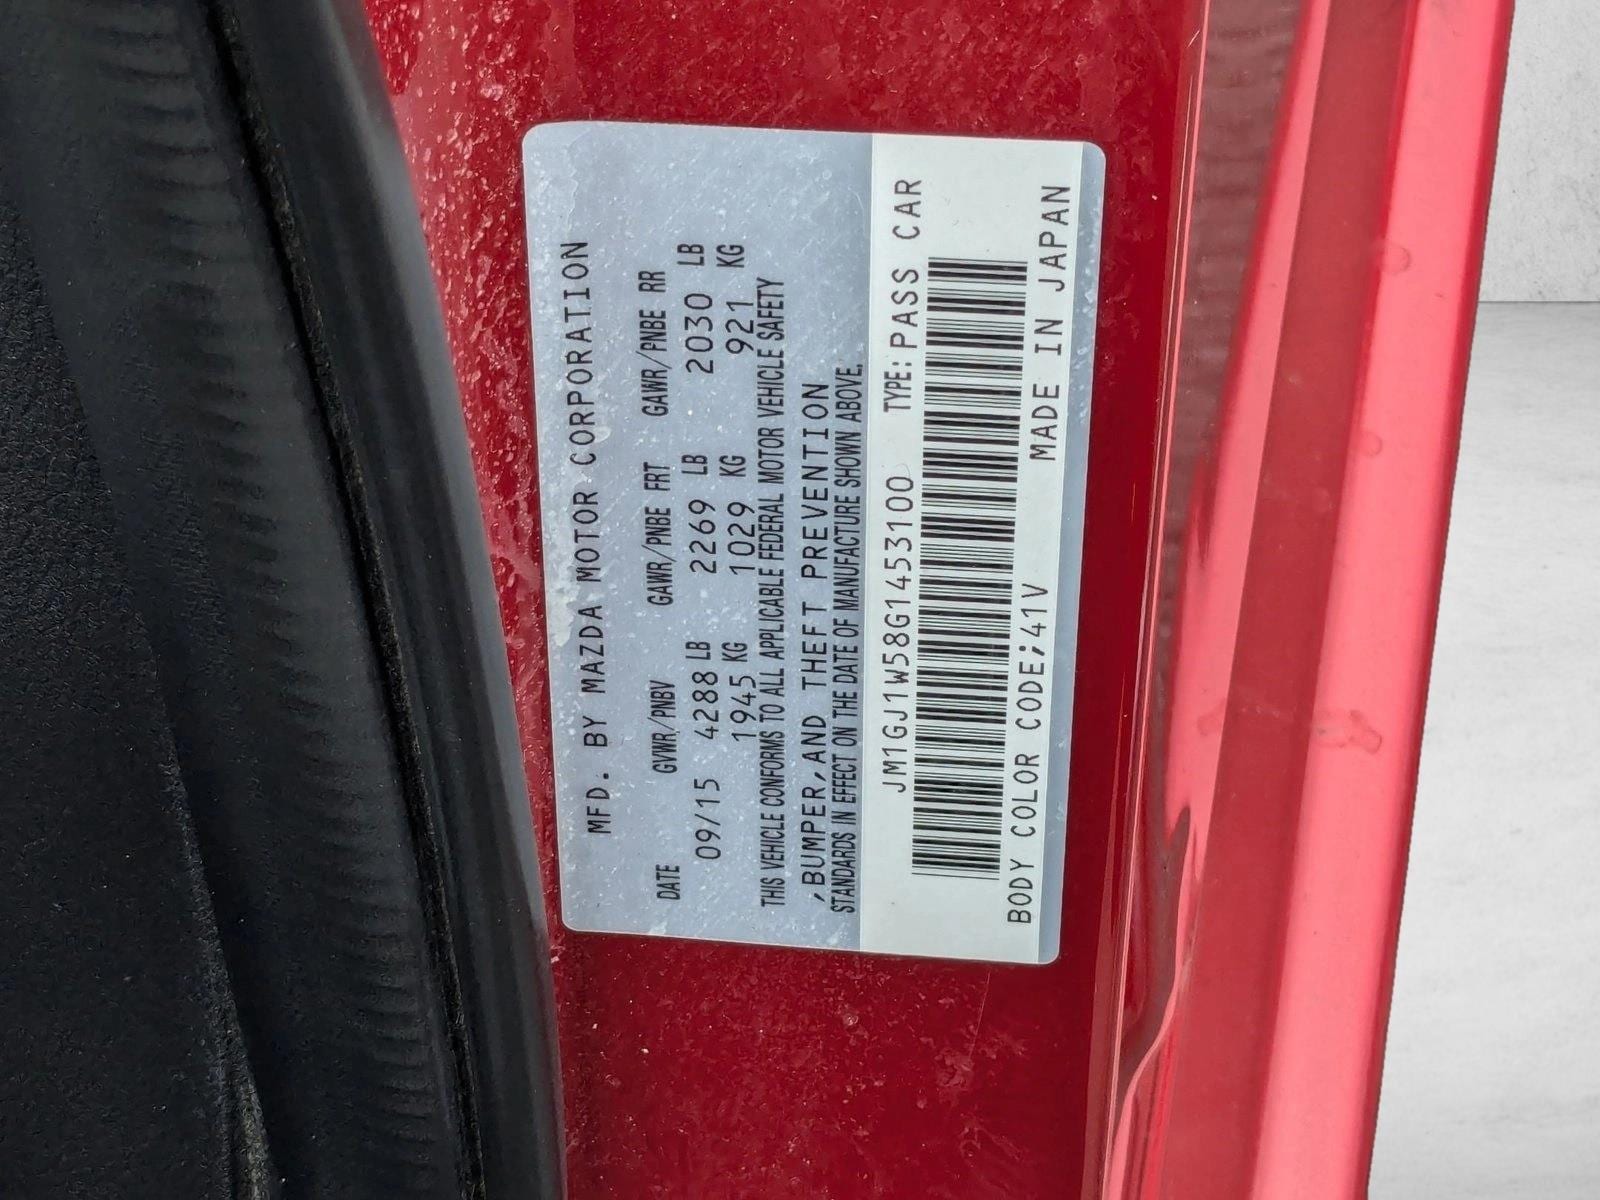 MFD. BY MAZDA MOTOR CORPORATION
DATE GVWR/PNBV GAWR/PNBE FRT GAWR/PNBE RR
09/15 4288 LB 2269 LB 2030 LB
1945 KG 1029 KG 921 KG
THIS VEHICLE CONFORMS TO ALL APPLICABLE FEDERAL MOTOR VEHICLE SAFETY
,BUMPER,AND THEFT PREVENTION
STANDARDS IN EFFECT ON THE DATE OF MANUFACTURE SHOWN ABOVE.
JM1GJ1W58G1453100 TYPE:PASS CAR
BODY COLOR CODE;41V MADE IN JAPAN